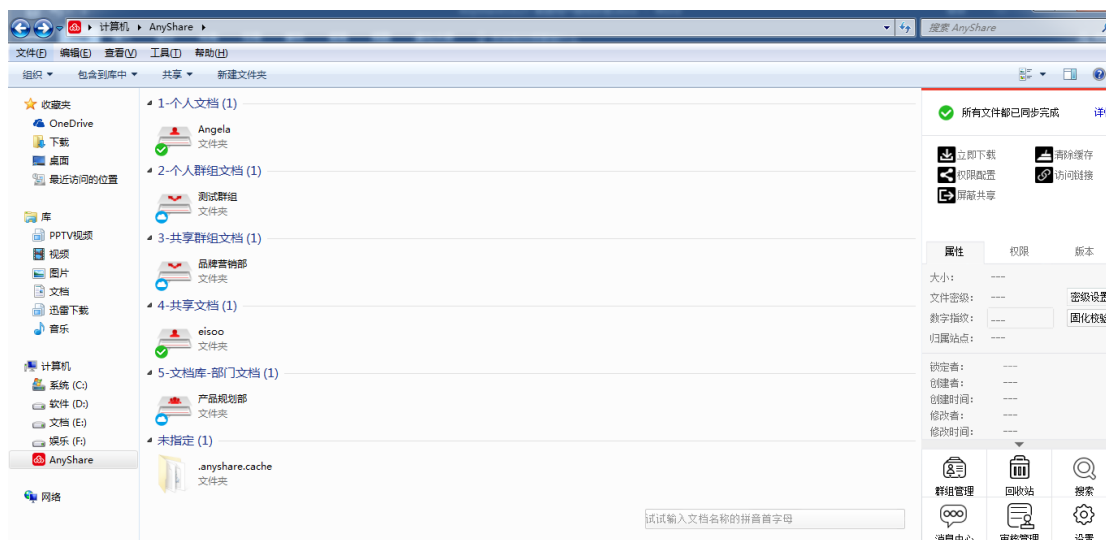 计算机 ▸ AnyShare ▸
搜索 AnyShare
文件(F) 编辑(E) 查看(V) 工具(T) 帮助(H)
组织 包含到库中 共享 新建文件夹
收藏夹
OneDrive
下载
桌面
最近访问的位置
库
PPTV视频
视频
图片
文档
迅雷下载
音乐
计算机
系统 (C:)
软件 (D:)
文档 (E:)
娱乐 (F:)
AnyShare
网络
1-个人文档 (1)
Angela
文件夹
2-个人群组文档 (1)
测试群组
文件夹
3-共享群组文档 (1)
品牌营销部
文件夹
4-共享文档 (1)
eisoo
文件夹
5-文档库-部门文档 (1)
产品规划部
文件夹
未指定 (1)
.anyshare.cache
文件夹
试试输入文档名称的拼音首字母
所有文件都已同步完成
立即下载 清除缓存
权限配置 访问链接
屏蔽共享
属性 权限 版本
大小: ---
文件密级: --- 密级设置
数字指纹: --- 固化校验
归属站点: ---
锁定者: ---
创建者: ---
创建时间: ---
修改者: ---
修改时间: ---
群组管理 回收站 搜索
消息中心 审核管理 设置